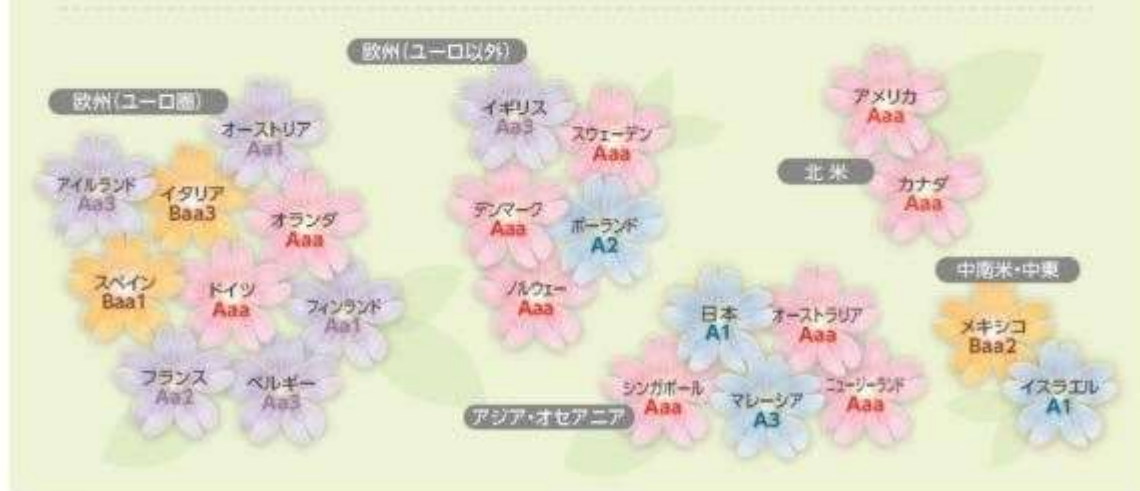 欧州(ユーロ圏)
オーストリア
Aa1
アイルランド
Aa3
イタリア
Baa3
オランダ
Aaa
スペイン
Baa1
ドイツ
Aaa
フィンランド
Aa1
フランス
Aa2
ベルギー
Aa3
欧州(ユーロ以外)
イギリス
Aa3
スウェーデン
Aaa
デンマーク
Aaa
ポーランド
A2
ノルウェー
Aaa
北米
アメリカ
Aaa
カナダ
Aaa
アジア・オセアニア
日本
A1
オーストラリア
Aaa
シンガポール
Aaa
マレーシア
A3
ニュージーランド
Aaa
中南米・中東
メキシコ
Baa2
イスラエル
A1